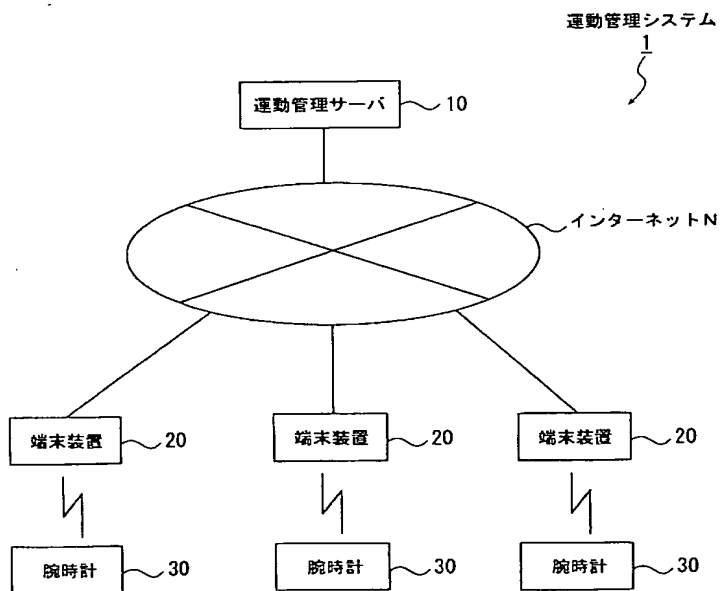 運動管理システム
1
運動管理サーバ 10
インターネットN
端末装置 20 端末装置 20 端末装置 20
腕時計 30 腕時計 30 腕時計 30